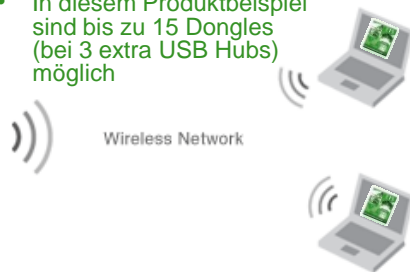 • In diesem Produktbeispiel
sind bis zu 15 Dongles
(bei 3 extra USB Hubs)
möglich
Wireless Network